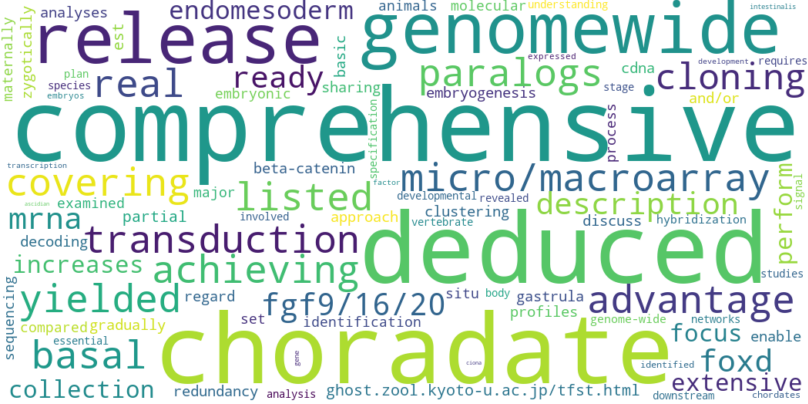 maternally
zygotically
analyses
release
est
endomesoderm
basic
animals
molecular
understanding
intestinalis
genomewide
plan
species
embryos
real
ready
embryonic
sharing
paralogs
embryogenesis
cdna
expressed
stage
development
requires
cloning
and/or
comprehensive
specification
process
transcription
covering
beta-catenin
major
listed
factor
micro/macroarray
developmental
revealed
description
perform
signal
ascidian
examined
mrna
partial
involved
approach
clustering
vertebrate
discuss
hybridization
decoding
transduction
deduced
increases
achieving
studies
sequencing
yielded
regard
fgf9/16/20
situ
body
gastrula
advantage
compared
gradually
set
identification
profiles
genome-wide
networks
essential
basal
choradate
focus
enable
gene
ciona
identified
foxd
collection
redundancy
analysis
ghost.zool.kyoto-u.ac.jp/tfst.html
extensive
downstream
chordates